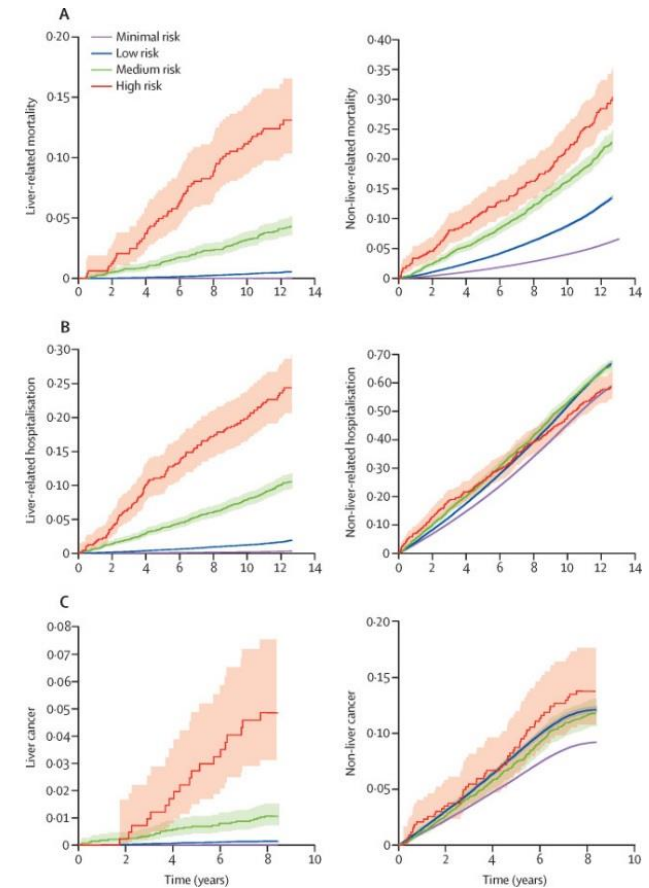 A
0·20
0·15
0·10
0·05
0
Liver-related mortality
Minimal risk
Low risk
Medium risk
High risk
0 2 4 6 8 10 12 14
0·40
0·35
0·30
0·25
0·20
0·15
0·10
0·05
0
Non-liver-related mortality
0 2 4 6 8 10 12 14
B
0·30
0·25
0·20
0·15
0·10
0·05
0
Liver-related hospitalisation
0 2 4 6 8 10 12 14
0·70
0·60
0·50
0·40
0·30
0·20
0·10
0
Non-liver-related hospitalisation
0 2 4 6 8 10 12 14
C
0·08
0·07
0·06
0·05
0·04
0·03
0·02
0·01
0
Liver cancer
0 2 4 6 8 10
Time (years)
0·20
0·15
0·10
0·05
0
Non-liver cancer
0 2 4 6 8 10
Time (years)